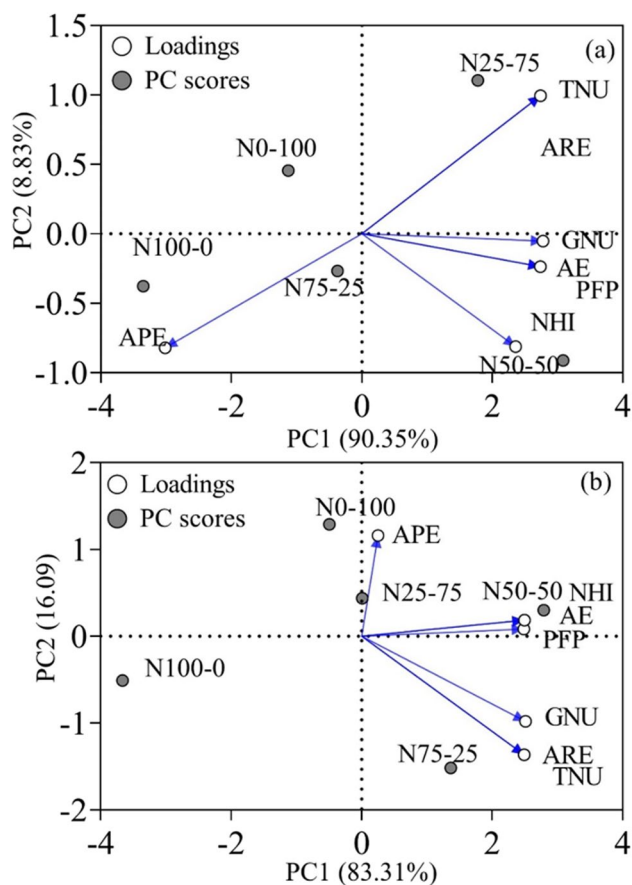 1.5
Loadings
(a)
PC scores
N25-75
TNU
1.0
ARE
N0-100
0.5
PC2 (8.83%)
0.0
GNU
N100-0
AE
N75-25
PFP
-0.5
NHI
APE
N50-50
-1.0
-4 -2 0 2 4
PC1 (90.35%)
2
Loadings
(b)
PC scores
N0-100
APE
1
N25-75
N50-50 NHI
AE
PC2 (16.09)
0
PFP
N100-0
GNU
-1
N75-25
ARE
TNU
-2
-4 -2 0 2 4
PC1 (83.31%)